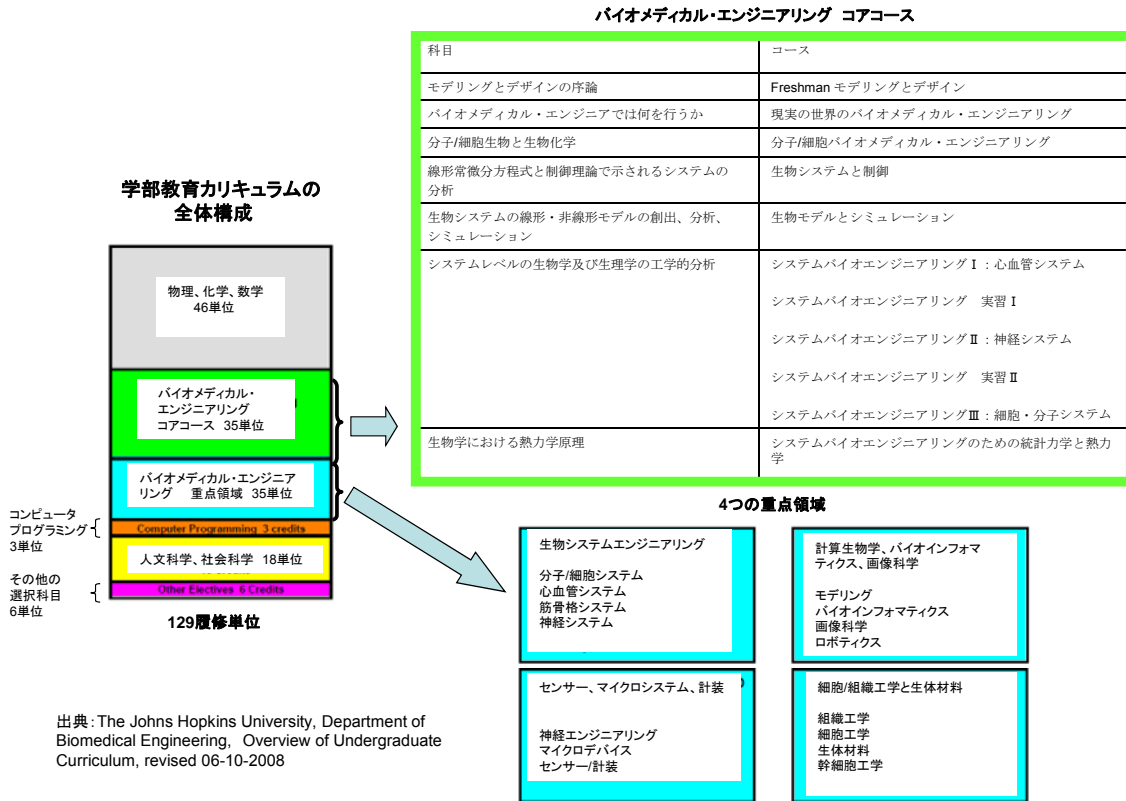 バイオメディカル・エンジニアリング コアコース
科目 コース
モデリングとデザインの序論 Freshman モデリングとデザイン
バイオメディカル・エンジニアでは何を行うか 現実の世界のバイオメディカル・エンジニアリング
分子/細胞生物と生物化学 分子/細胞バイオメディカル・エンジニアリング
線形常微分方程式と制御理論で示されるシステムの 生物システムと制御
分析
生物システムの線形・非線形モデルの創出、分析、 生物モデルとシミュレーション
シミュレーション
システムレベルの生物学及び生理学の工学的分析 システムバイオエンジニアリングⅠ：心血管システム
システムバイオエンジニアリング　実習Ⅰ
システムバイオエンジニアリングⅡ：神経システム
システムバイオエンジニアリング　実習Ⅱ
システムバイオエンジニアリングⅢ：細胞・分子システム
生物学における熱力学原理 システムバイオエンジニアリングのための統計力学と熱力
学
学部教育カリキュラムの
全体構成
物理、化学、数学
46単位
バイオメディカル・
エンジニアリング
コアコース 35単位
バイオメディカル・エンジニア
リング　重点領域 35単位
コンピュータ
プログラミング
3単位
Computer Programming 3 credits
人文科学、社会科学 18単位
その他の
選択科目
6単位
Other Electives 6 Credits
129履修単位
4つの重点領域
生物システムエンジニアリング
分子/細胞システム
心血管システム
筋骨格システム
神経システム
計算生物学、バイオインフォマ
ティクス、画像科学
モデリング
バイオインフォマティクス
画像科学
ロボティクス
センサー、マイクロシステム、計装
神経エンジニアリング
マイクロデバイス
センサー/計装
細胞/組織工学と生体材料
組織工学
細胞工学
生体材料
幹細胞工学
出典：The Johns Hopkins University, Department of
Biomedical Engineering, Overview of Undergraduate
Curriculum, revised 06-10-2008